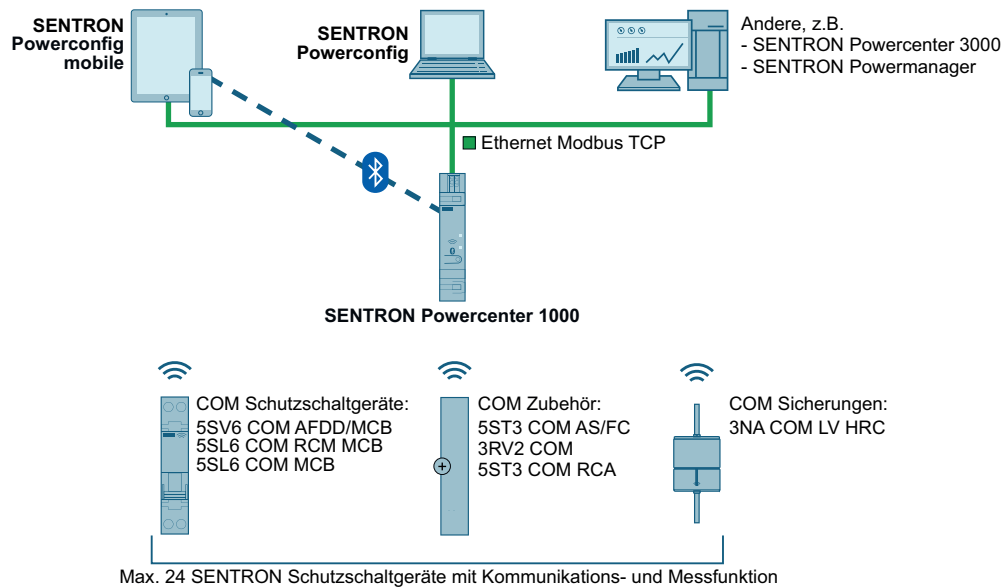 SENTRON
Powerconfig
mobile
SENTRON
Powerconfig
Andere, z.B.
- SENTRON Powercenter 3000
- SENTRON Powermanager
Ethernet Modbus TCP
SENTRON Powercenter 1000
COM Schutzschaltgeräte:
5SV6 COM AFDD/MCB
5SL6 COM RCM MCB
5SL6 COM MCB
COM Zubehör:
5ST3 COM AS/FC
3RV2 COM
5ST3 COM RCA
COM Sicherungen:
3NA COM LV HRC
Max. 24 SENTRON Schutzschaltgeräte mit Kommunikations- und Messfunktion